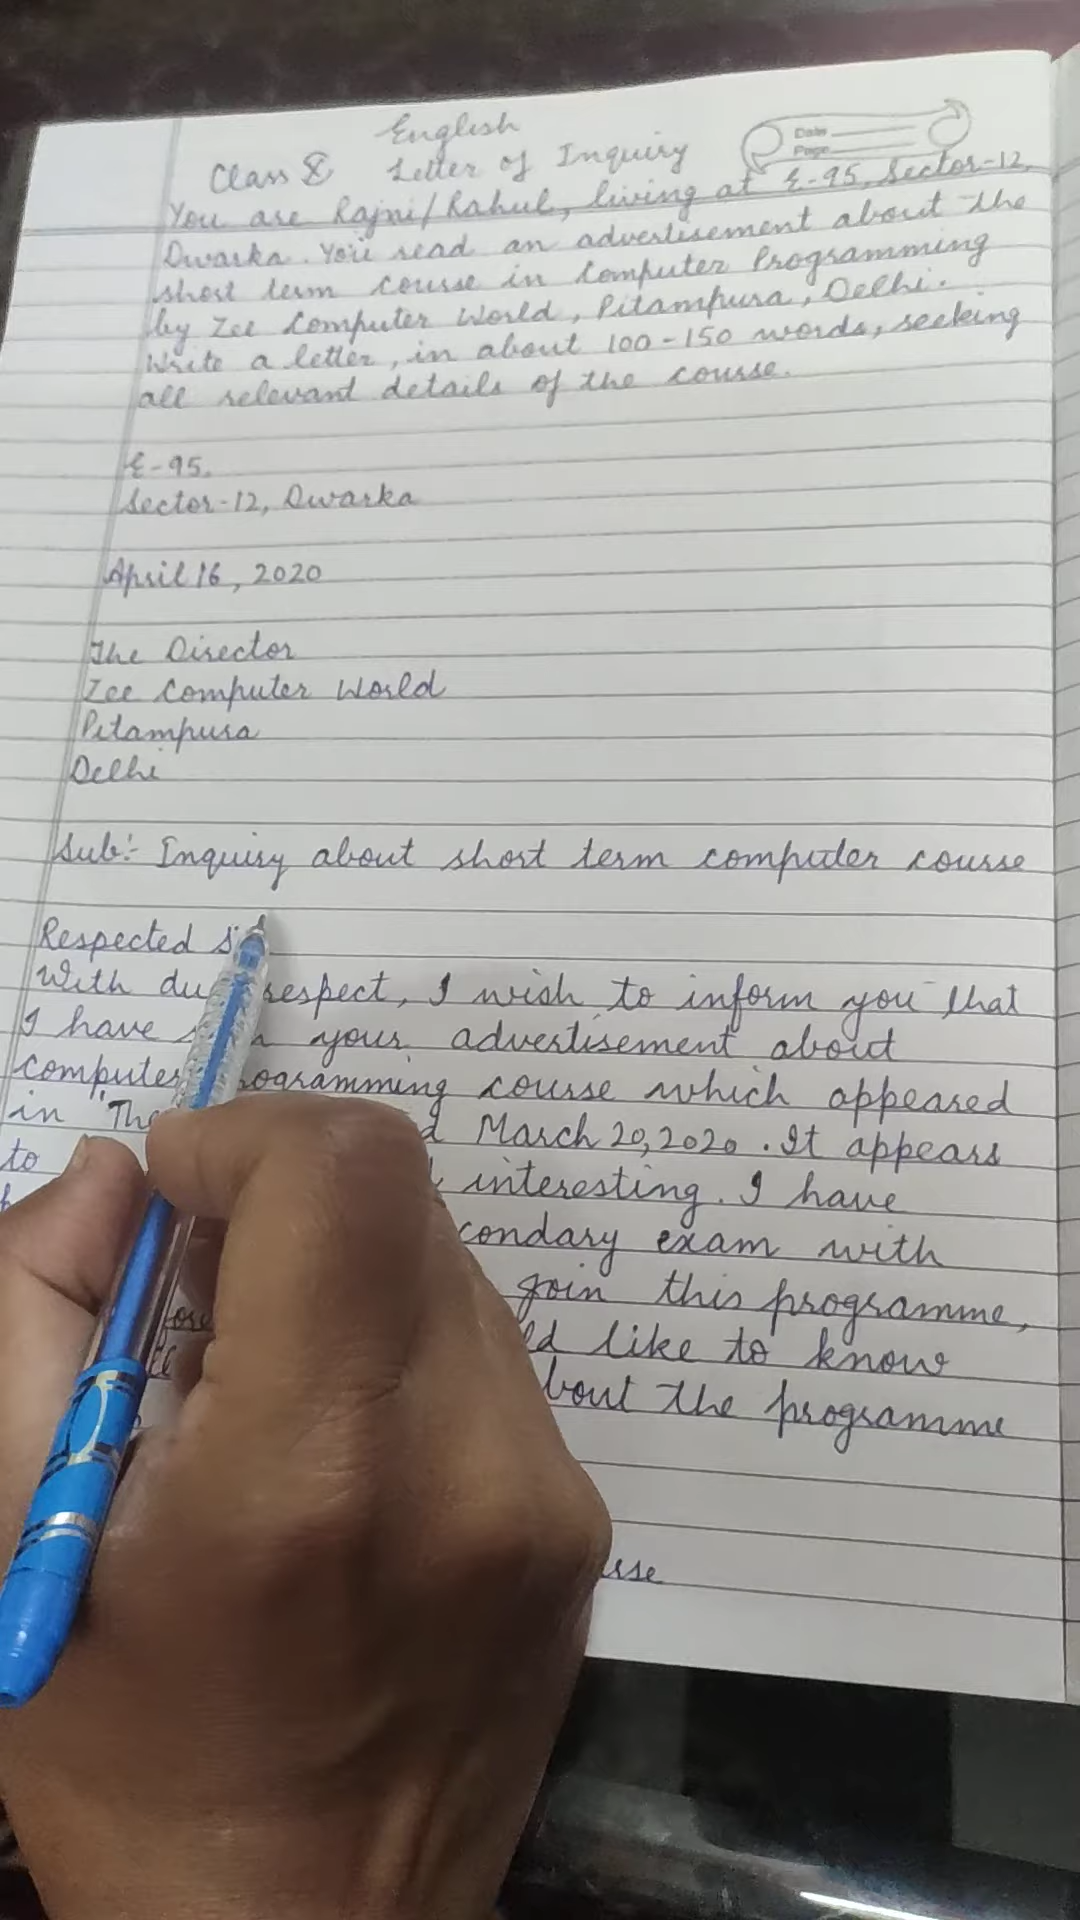 English
Date
Page
Class 8 Letter of Inquiry
You are Rajni/Rahul, living at E-95, Sector-12,
Dwarka. You read an advertisement about the
short term course in Computer Programming
by Zee Computer World, Pitampura, Delhi.
Write a letter, in about 100-150 words, seeking
all relevant details of the course.
E-95,
Sector-12, Dwarka
April 16, 2020
The Director
Zee Computer World
Pitampura
Delhi
Sub:- Inquiry about short term computer course
Respected
With respect, I wish to inform you that
I have your advertisement about
computer programming course which appeared
in "The March 20, 2020. It appears
to interesting. I have
exam with
join this programme,
like to know
about the programme